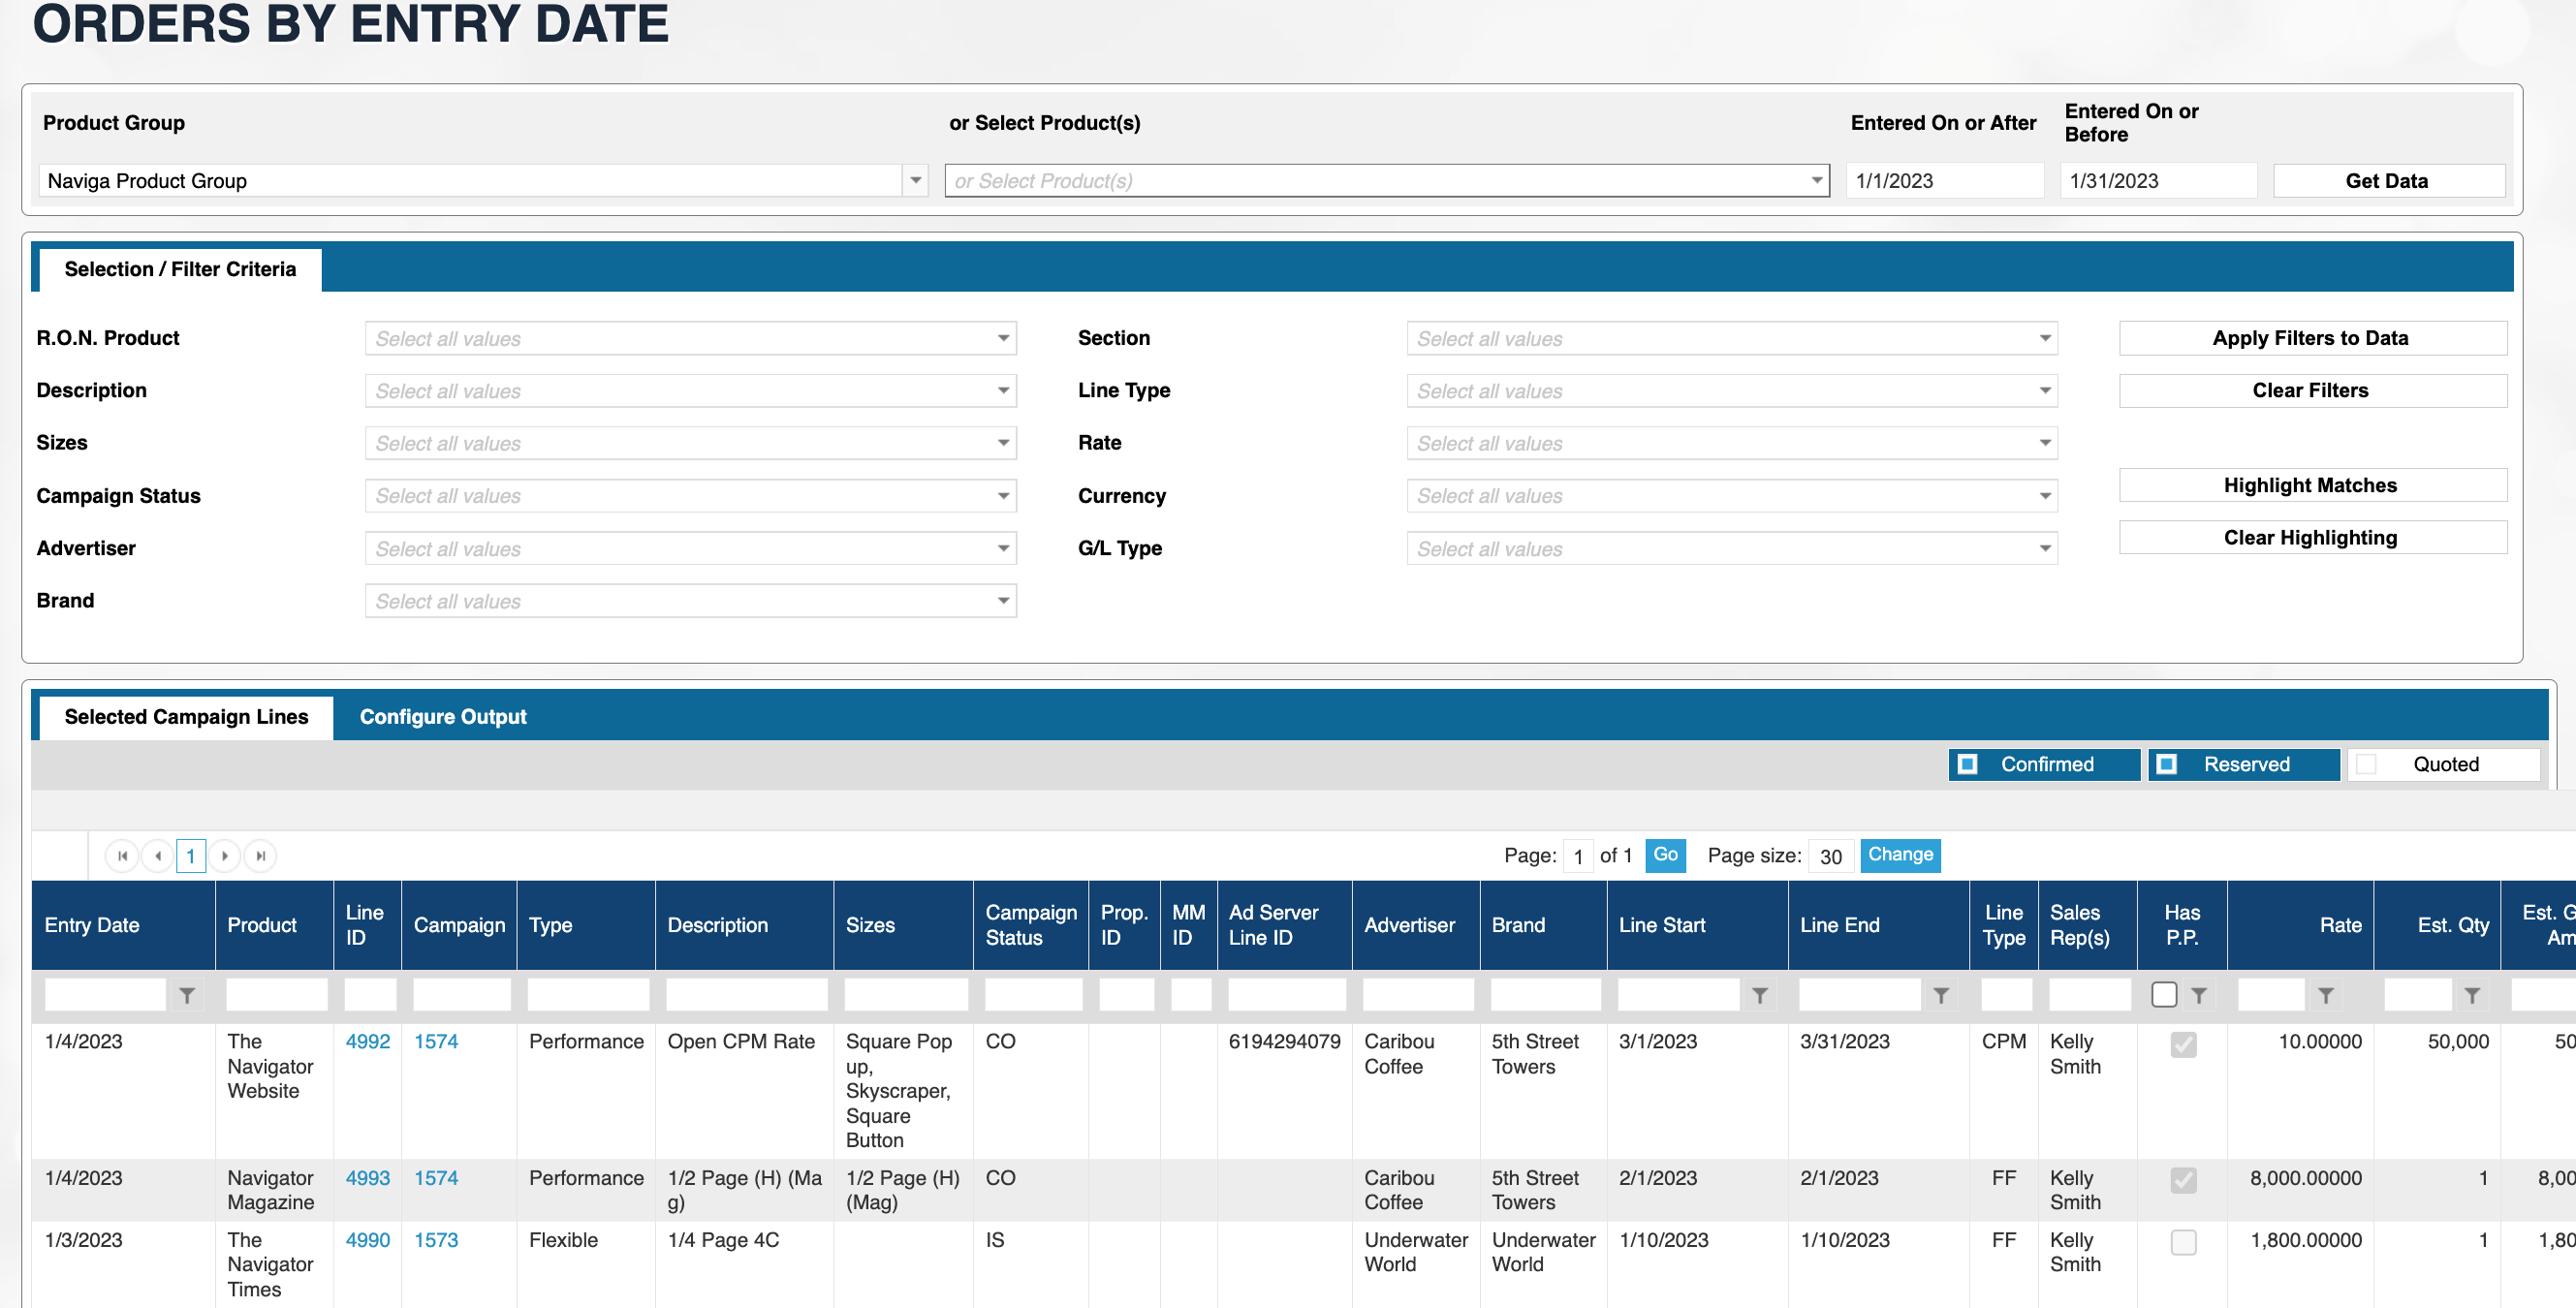 ORDERS BY ENTRY DATE
Product Group
or Select Product(s)
Entered On or After
Entered On or
Before
Naviga Product Group
or Select Product(s)
1/1/2023
1/31/2023
Get Data
Selection / Filter Criteria
R.O.N. Product Select all values Section Select all values Apply Filters to Data
Description Select all values Line Type Select all values Clear Filters
Sizes Select all values Rate Select all values
Highlight Matches
Campaign Status Select all values Currency Select all values
Clear Highlighting
Advertiser Select all values G/L Type Select all values
Brand Select all values
Selected Campaign Lines Configure Output
Confirmed Reserved Quoted
1 Page: 1 of 1 Go Page size: 30 Change
Entry Date Product Line ID Campaign Type Description Sizes Campaign Status Prop. ID MM ID Ad Server Line ID Advertiser Brand Line Start Line End Line Type Sales Rep(s) Has P.P. Rate Est. Qty Est. G Am
1/4/2023 The 4992 1574 Performance Open CPM Rate Square Pop CO 6194294079 Caribou 5th Street 3/1/2023 3/31/2023 CPM Kelly 10.00000 50,000 50
Navigator up, Coffee Towers Smith
Website Skyscraper,
Square
Button
1/4/2023 Navigator 4993 1574 Performance 1/2 Page (H) (Ma 1/2 Page (H) CO Caribou 5th Street 2/1/2023 2/1/2023 FF Kelly 8,000.00000 1 8,00
Magazine g) (Mag) Coffee Towers Smith
1/3/2023 The 4990 1573 Flexible 1/4 Page 4C IS Underwater Underwater 1/10/2023 1/10/2023 FF Kelly 1,800.00000 1 1,80
Navigator World World Smith
Times